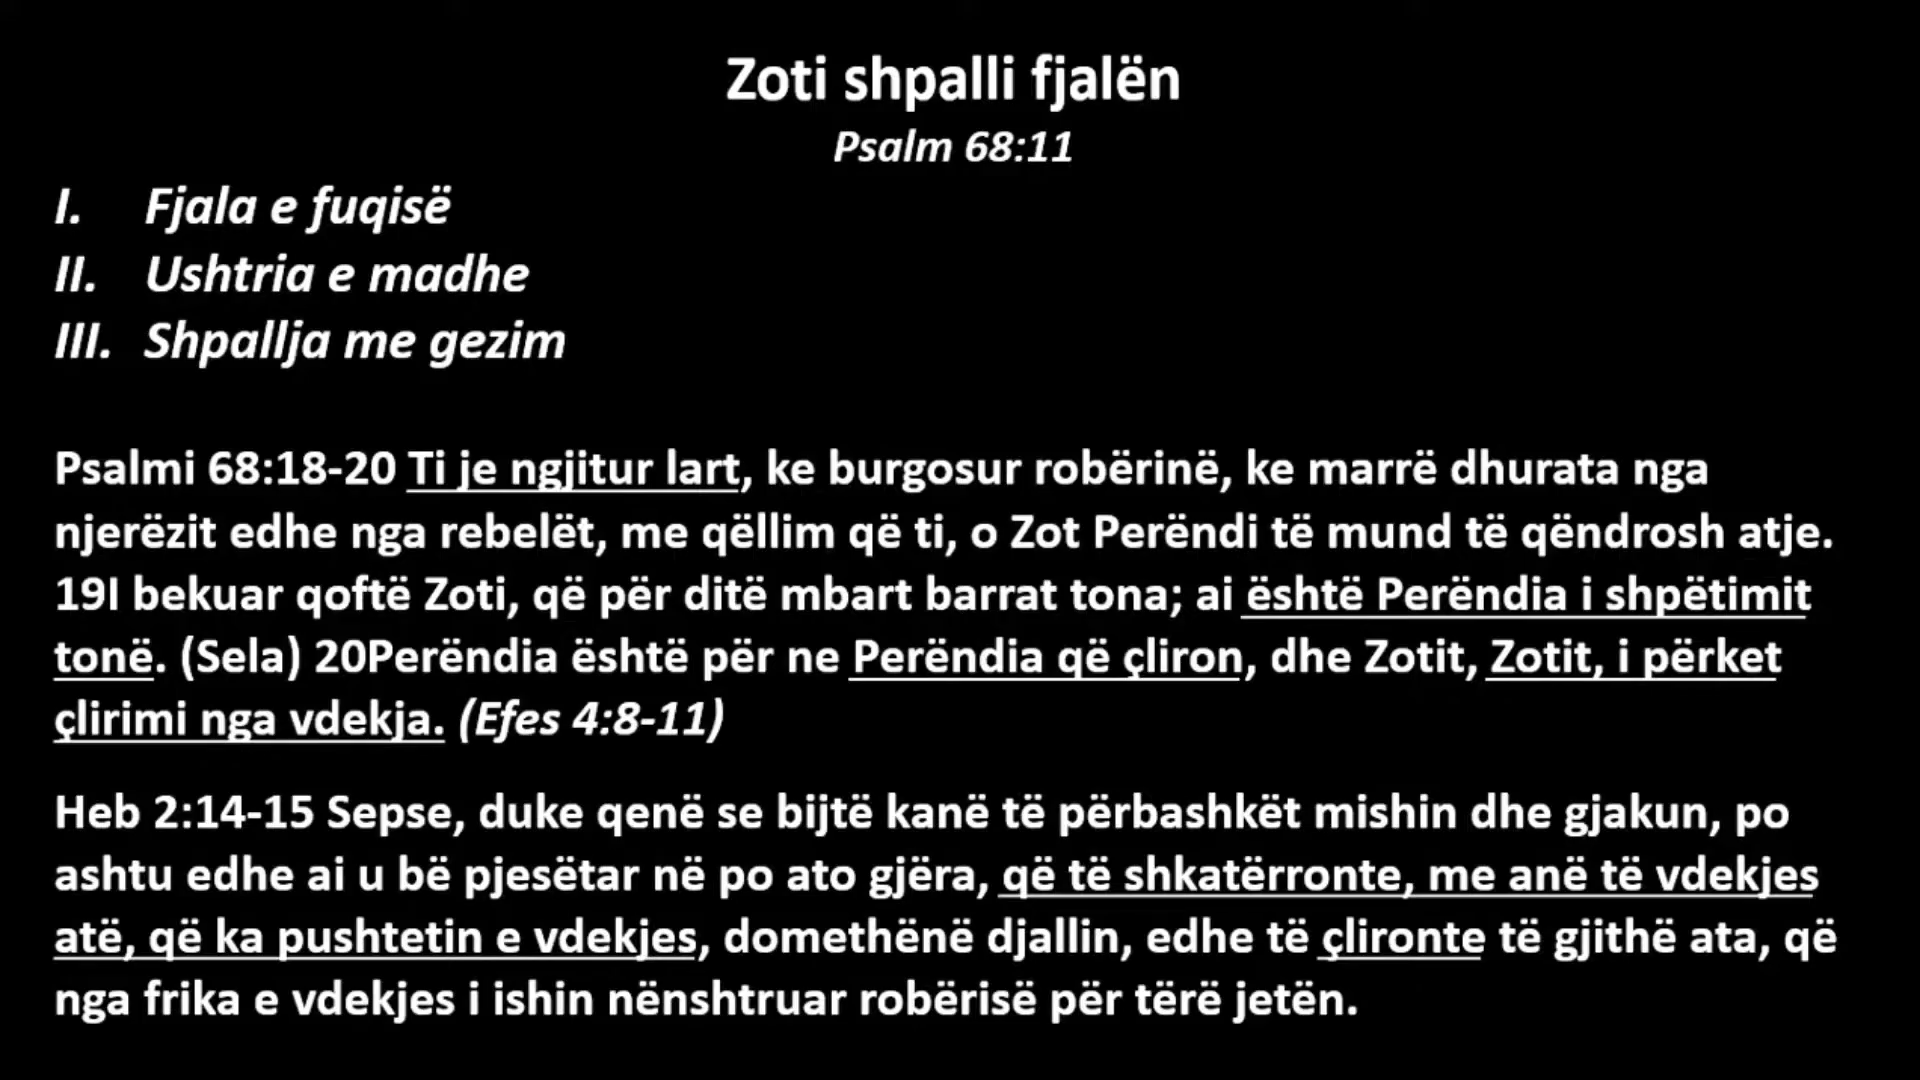 Zoti shpalli fjalën
Psalm 68:11
I. Fjala e fuqisë
II. Ushtria e madhe
III. Shpallja me gezim
Psalmi 68:18-20 Ti je ngjitur lart, ke burgosur robërinë, ke marrë dhurata nga
njerëzit edhe nga rebelët, me qëllim që ti, o Zot Perëndi të mund të qëndrosh atje.
19I bekuar qoftë Zoti, që për ditë mbart barrat tona; ai është Perëndia i shpëtimit
tonë. (Sela) 20Perëndia është për ne Perëndia që çliron, dhe Zotit, Zotit, i përket
çlirimi nga vdekja. (Efes 4:8-11)
Heb 2:14-15 Sepse, duke qenë se bijtë kanë të përbashkët mishin dhe gjakun, po
ashtu edhe ai u bë pjesëtar në po ato gjëra, që të shkatërronte, me anë të vdekjes
atë, që ka pushtetin e vdekjes, domethënë djallin, edhe të çlironte të gjithë ata, që
nga frika e vdekjes i ishin nënshtruar robërisë për tërë jetën.